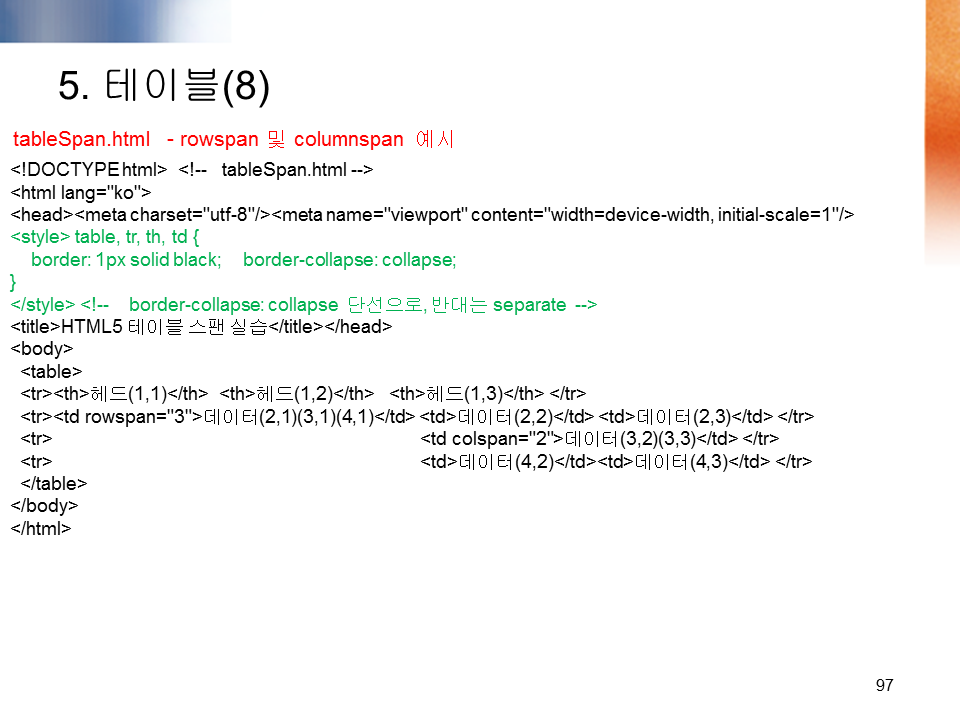 5. 테이블(8)
tableSpan.html - rowspan 및 columnspan 예시
<!DOCTYPE html> <!-- tableSpan.html -->
<html lang="ko">
<head><meta charset="utf-8"/><meta name="viewport" content="width=device-width, initial-scale=1"/>
<style> table, tr, th, td {
border: 1px solid black; border-collapse: collapse;
}
</style> <!-- border-collapse: collapse 단선으로, 반대는 separate -->
<title>HTML5 테이블 스팬 실습</title></head>
<body>
<table>
<tr><th>헤드(1,1)</th> <th>헤드(1,2)</th> <th>헤드(1,3)</th> </tr>
<tr><td rowspan="3">데이터(2,1)(3,1)(4,1)</td> <td>데이터(2,2)</td> <td>데이터(2,3)</td> </tr>
<tr> <td colspan="2">데이터(3,2)(3,3)</td> </tr>
<tr> <td>데이터(4,2)</td><td>데이터(4,3)</td> </tr>
</table>
</body>
</html>
97